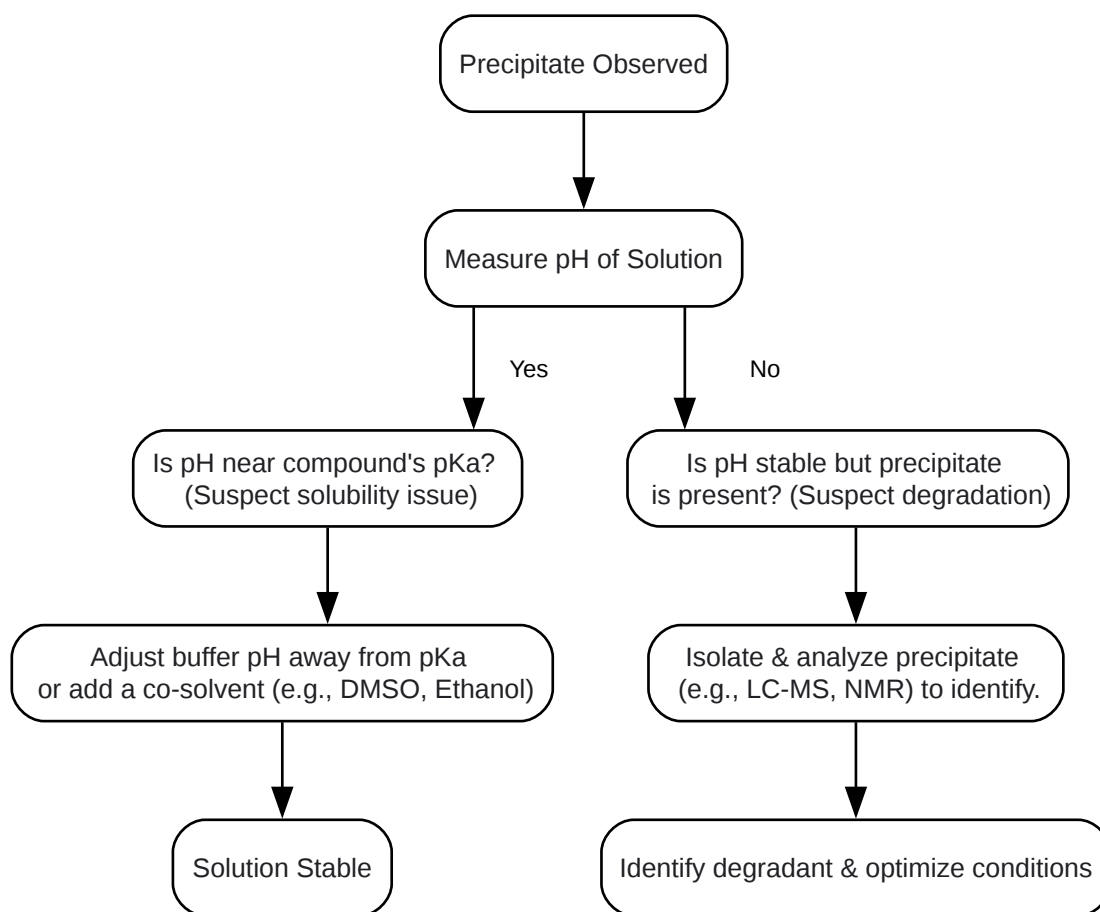 Precipitate Observed
Measure pH of Solution
Yes
No
Is pH near compound's pKa?
(Suspect solubility issue)
Is pH stable but precipitate
is present? (Suspect degradation)
Adjust buffer pH away from pKa
or add a co-solvent (e.g., DMSO, Ethanol)
Isolate & analyze precipitate
(e.g., LC-MS, NMR) to identify.
Solution Stable
Identify degradant & optimize conditions